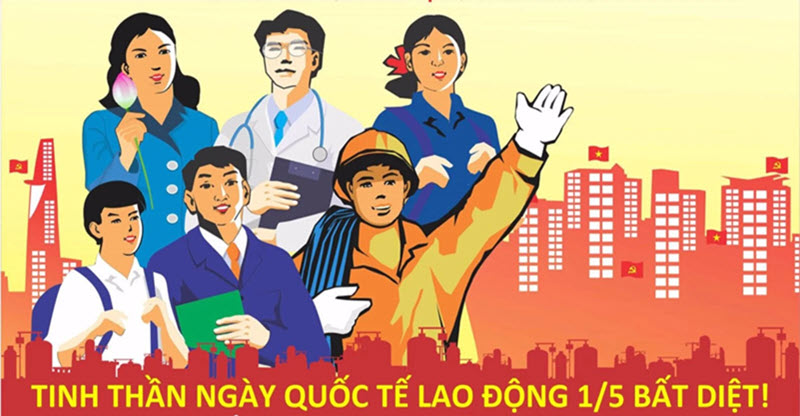 TINH THẦN NGÀY QUỐC TẾ LAO ĐỘNG 1/5 BẤT DIỆT!